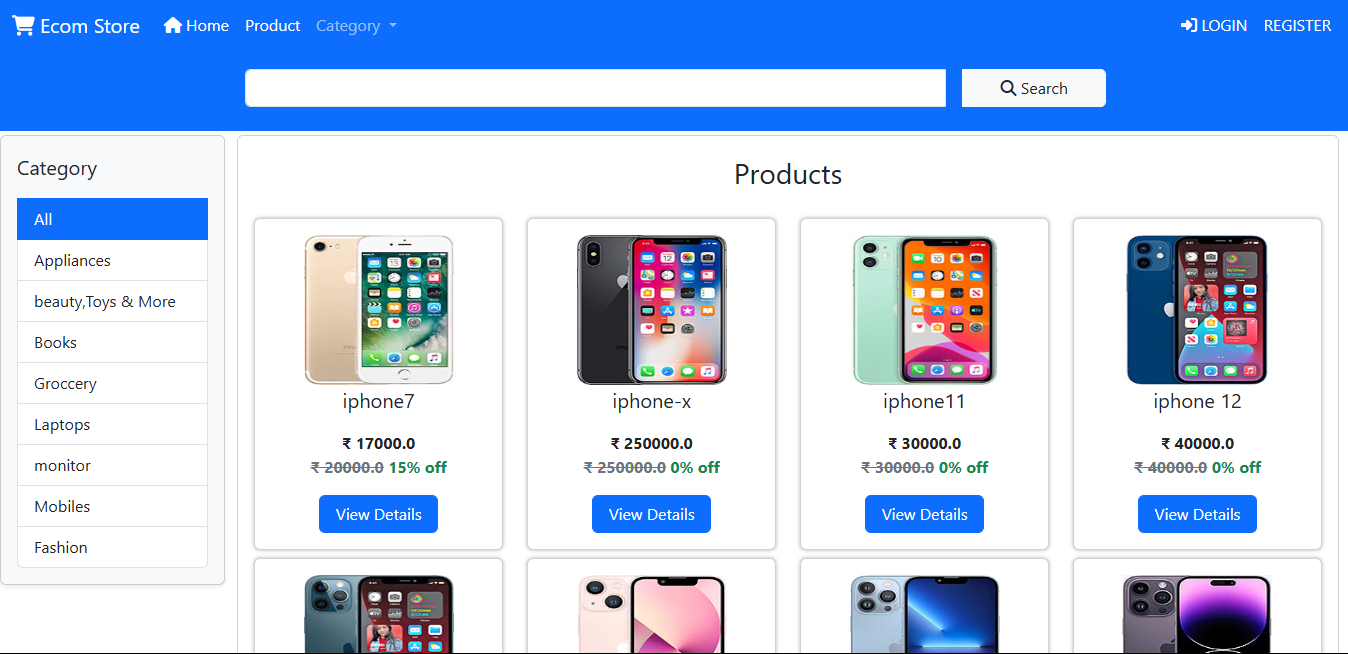 Ecom Store Home Product Category LOGIN REGISTER
Search
Category
All
Appliances
beauty,Toys & More
Books
Groccery
Laptops
monitor
Mobiles
Fashion
Products
iphone7
₹ 17000.0
₹ 20000.0 15% off
View Details
iphone-x
₹ 250000.0
₹ 250000.0 0% off
View Details
iphone11
₹ 30000.0
₹ 30000.0 0% off
View Details
iphone 12
₹ 40000.0
₹ 40000.0 0% off
View Details